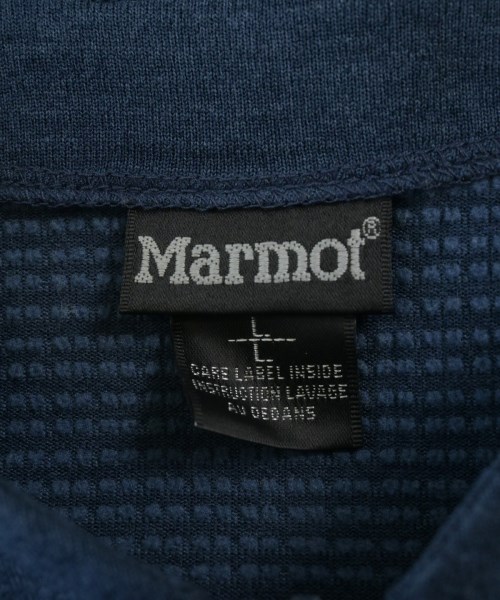 Marmot®
L
L
CARE LABEL INSIDE
INSTRUCTION LAVAGE
AU DEDANS